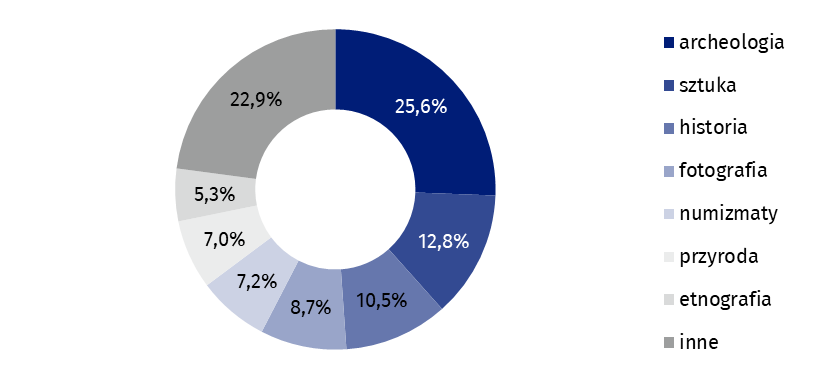 25,6%
12,8%
10,5%
8,7%
7,2%
7,0%
5,3%
22,9%
archeologia
sztuka
historia
fotografia
numizmaty
przyroda
etnografia
inne